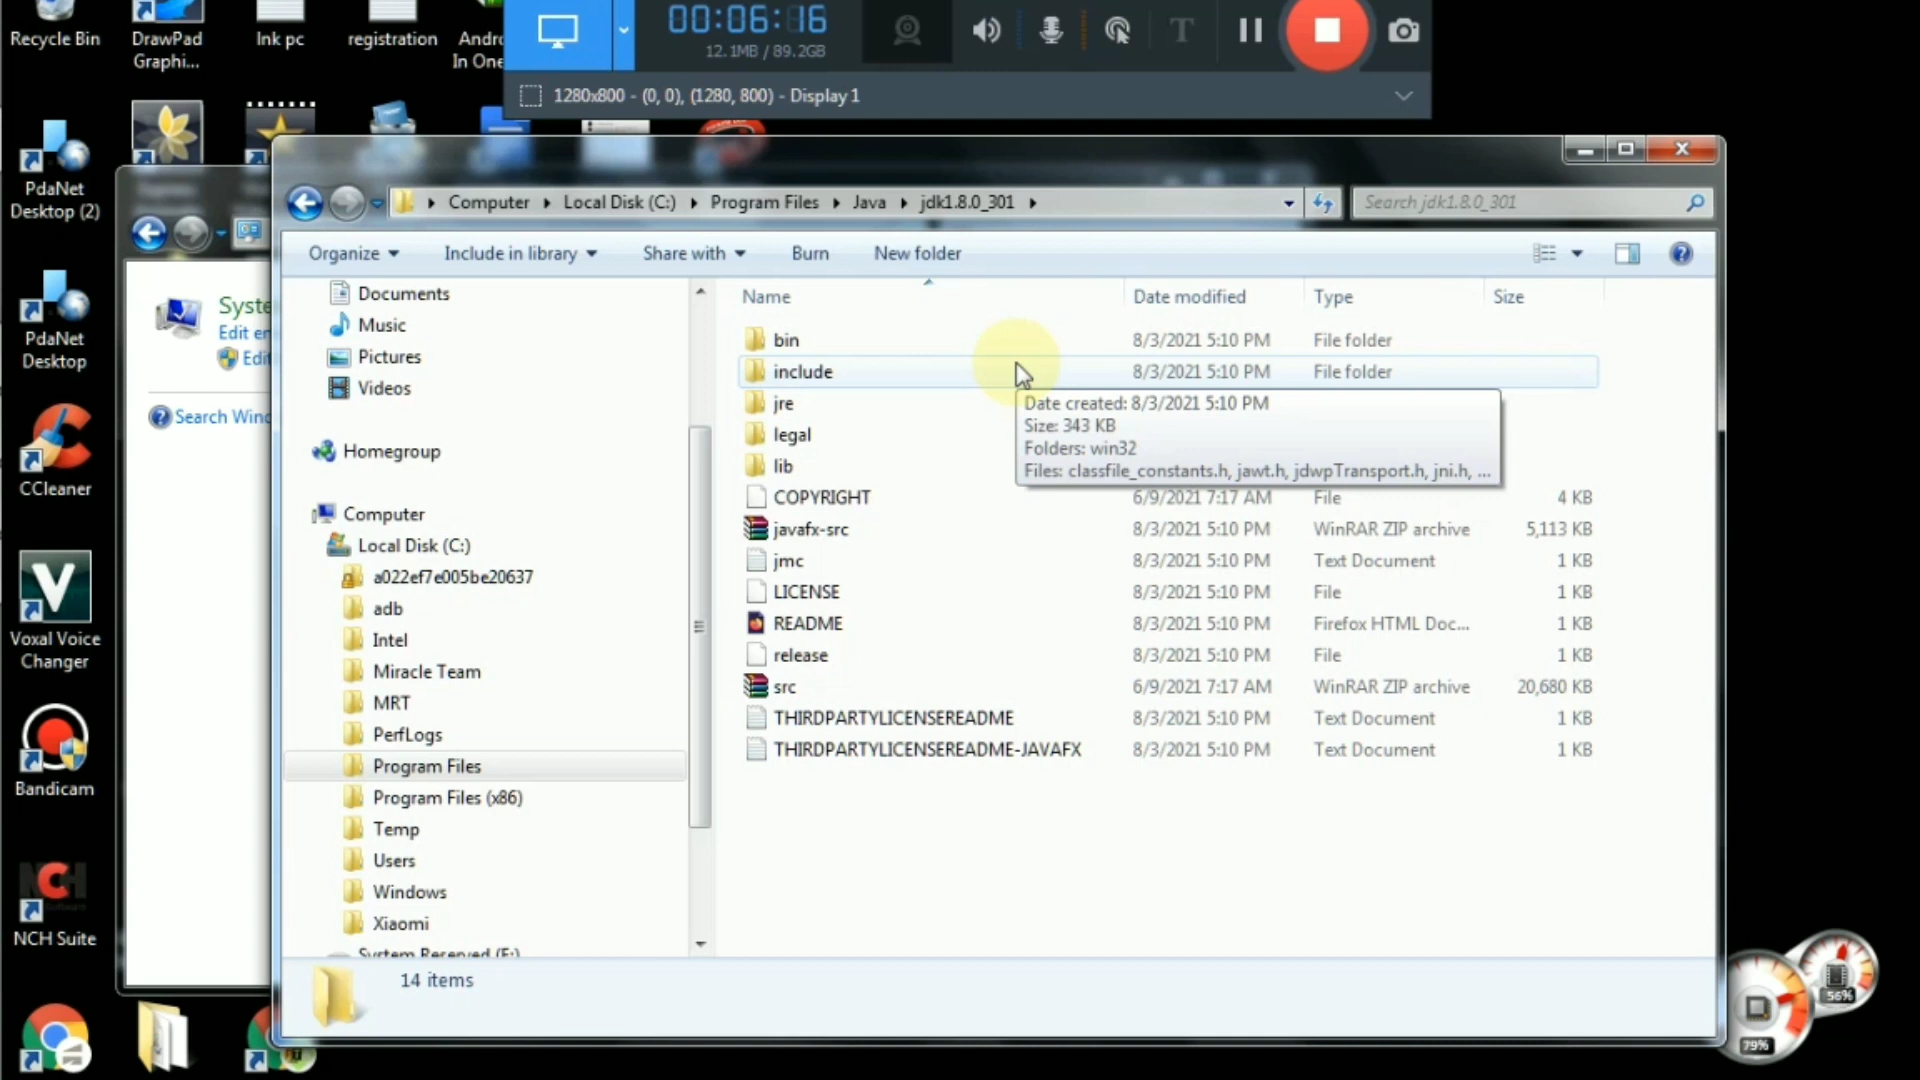 Recycle Bin
DrawPad
Graphi...
Ink pc
registration
Andro
In One
00:06:16
12.1MB / 89.2GB
T
1280x800 - (0, 0), (1280, 800) - Display 1
PdaNet
Desktop (2)
PdaNet
Desktop
CCleaner
Voxal Voice
Changer
Bandicam
NCH
NCH Suite
Syste
Edit en
Edit
Search Wind
Computer Local Disk (C:) Program Files Java jdk1.8.0_301
Search jdk1.8.0_301
Organize Include in library Share with Burn New folder
Documents
Music
Pictures
Videos
Homegroup
Computer
Local Disk (C:)
a022ef7e005be20637
adb
Intel
Miracle Team
MRT
PerfLogs
Program Files
Program Files (x86)
Temp
Users
Windows
Xiaomi
System Reserved (E:)
Name Date modified Type Size
bin 8/3/2021 5:10 PM File folder
include 8/3/2021 5:10 PM File folder
jre
legal
lib
Date created: 8/3/2021 5:10 PM
Size: 343 KB
Folders: win32
Files: classfile_constants.h, jawt.h, jdwpTransport.h, jni.h, ...
COPYRIGHT 6/9/2021 7:17 AM File 4 KB
javafx-src 8/3/2021 5:10 PM WinRAR ZIP archive 5,113 KB
jmc 8/3/2021 5:10 PM Text Document 1 KB
LICENSE 8/3/2021 5:10 PM File 1 KB
README 8/3/2021 5:10 PM Firefox HTML Doc... 1 KB
release 8/3/2021 5:10 PM File 1 KB
src 6/9/2021 7:17 AM WinRAR ZIP archive 20,680 KB
THIRDPARTYLICENSEREADME 8/3/2021 5:10 PM Text Document 1 KB
THIRDPARTYLICENSEREADME-JAVAFX 8/3/2021 5:10 PM Text Document 1 KB
14 items
56%
79%